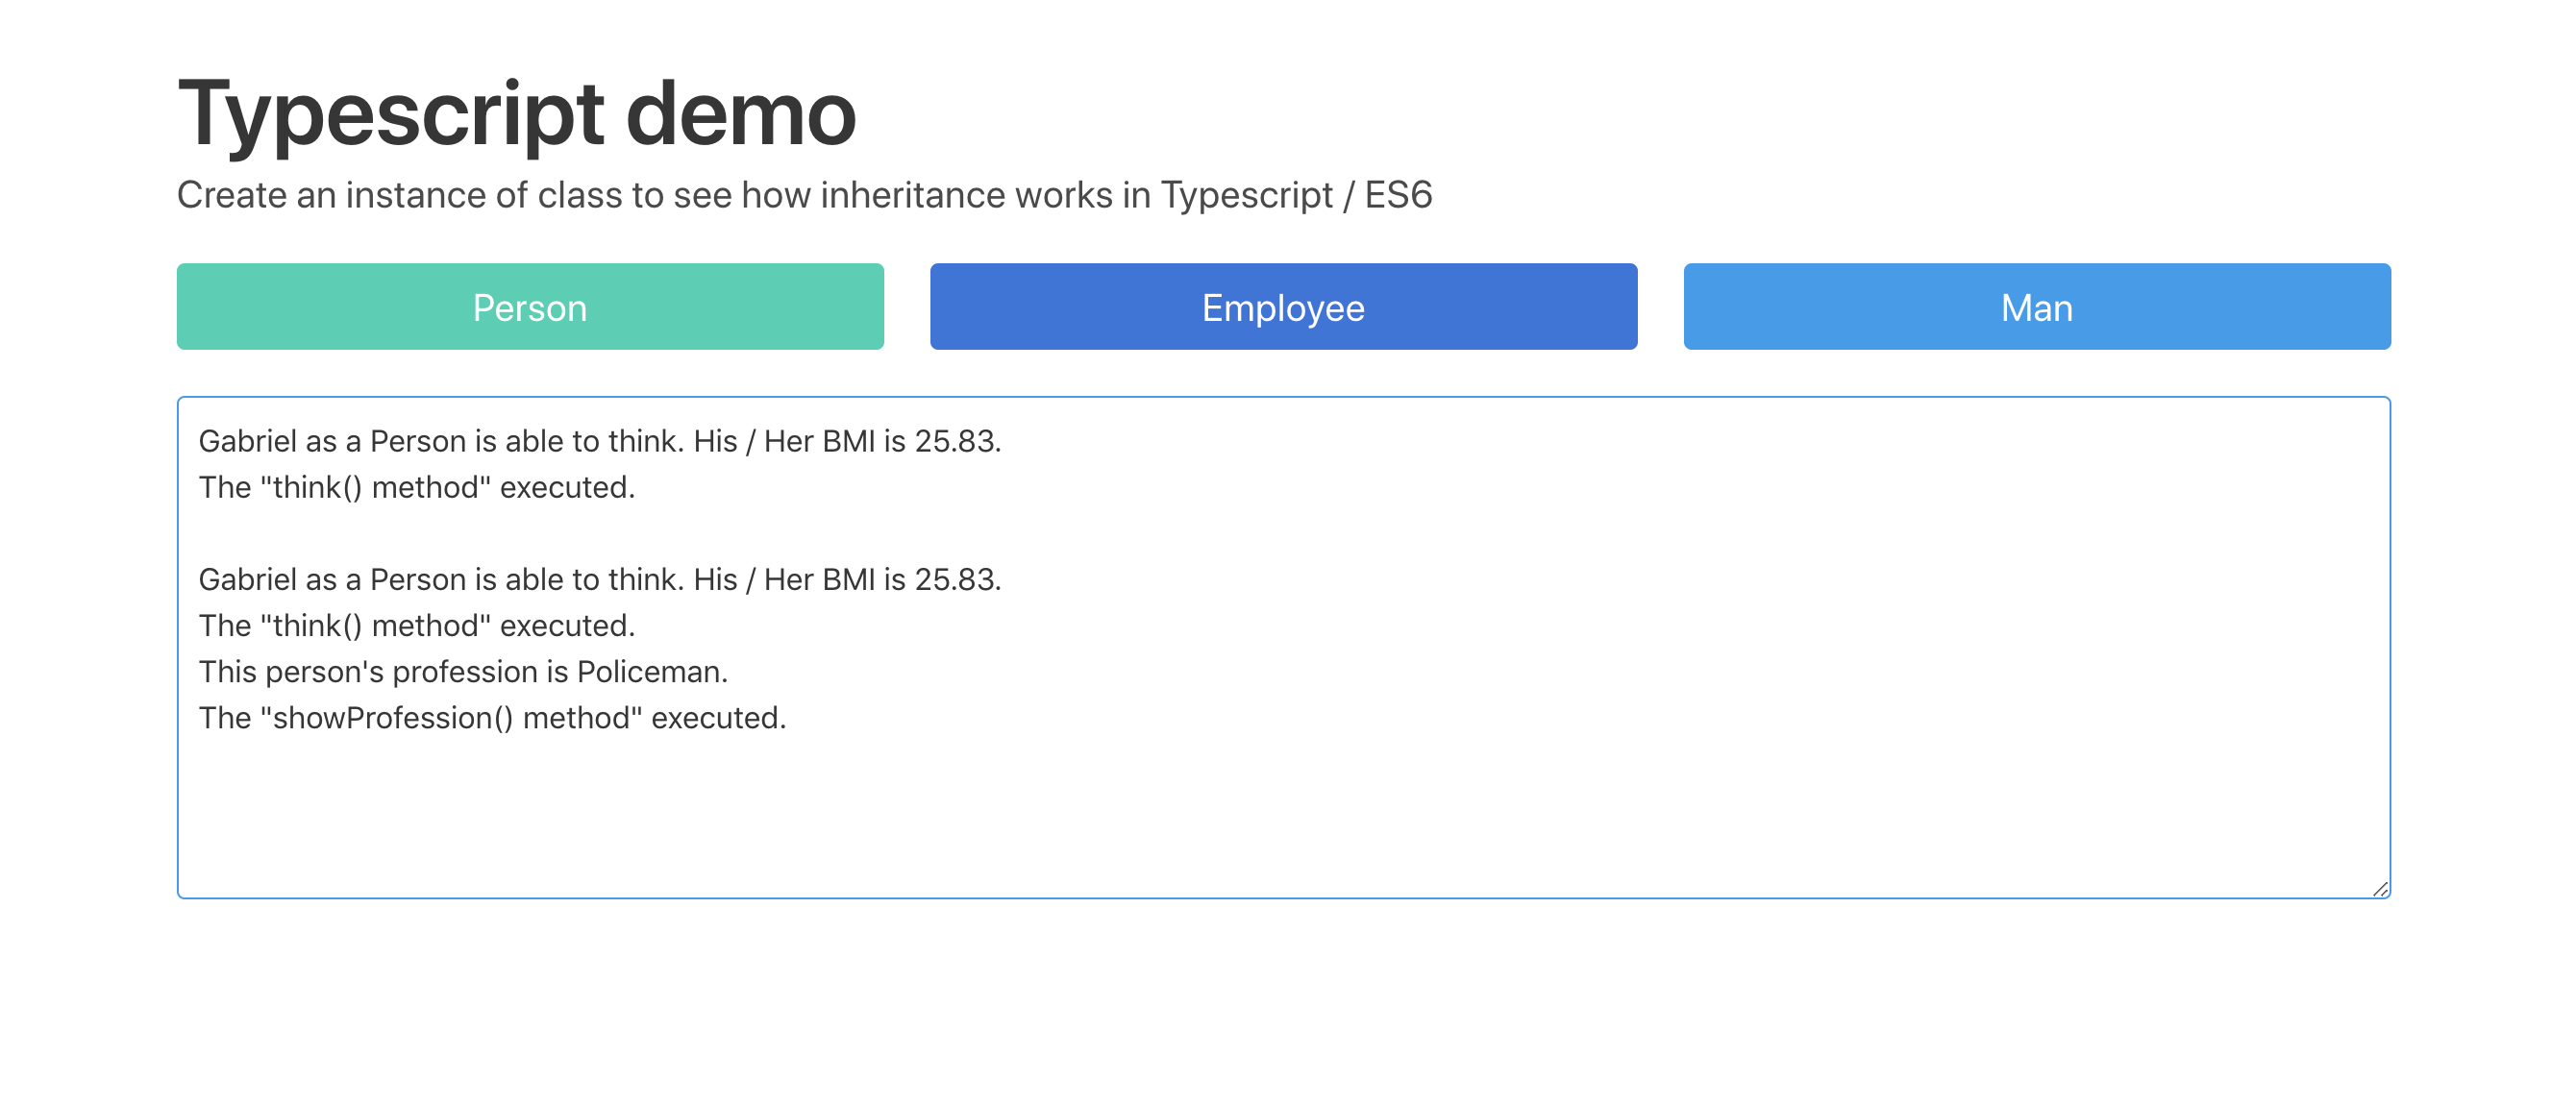 Typescript demo
Create an instance of class to see how inheritance works in Typescript / ES6
Person
Employee
Man
Gabriel as a Person is able to think. His / Her BMI is 25.83.
The "think() method" executed.
Gabriel as a Person is able to think. His / Her BMI is 25.83.
The "think() method" executed.
This person's profession is Policeman.
The "showProfession() method" executed.